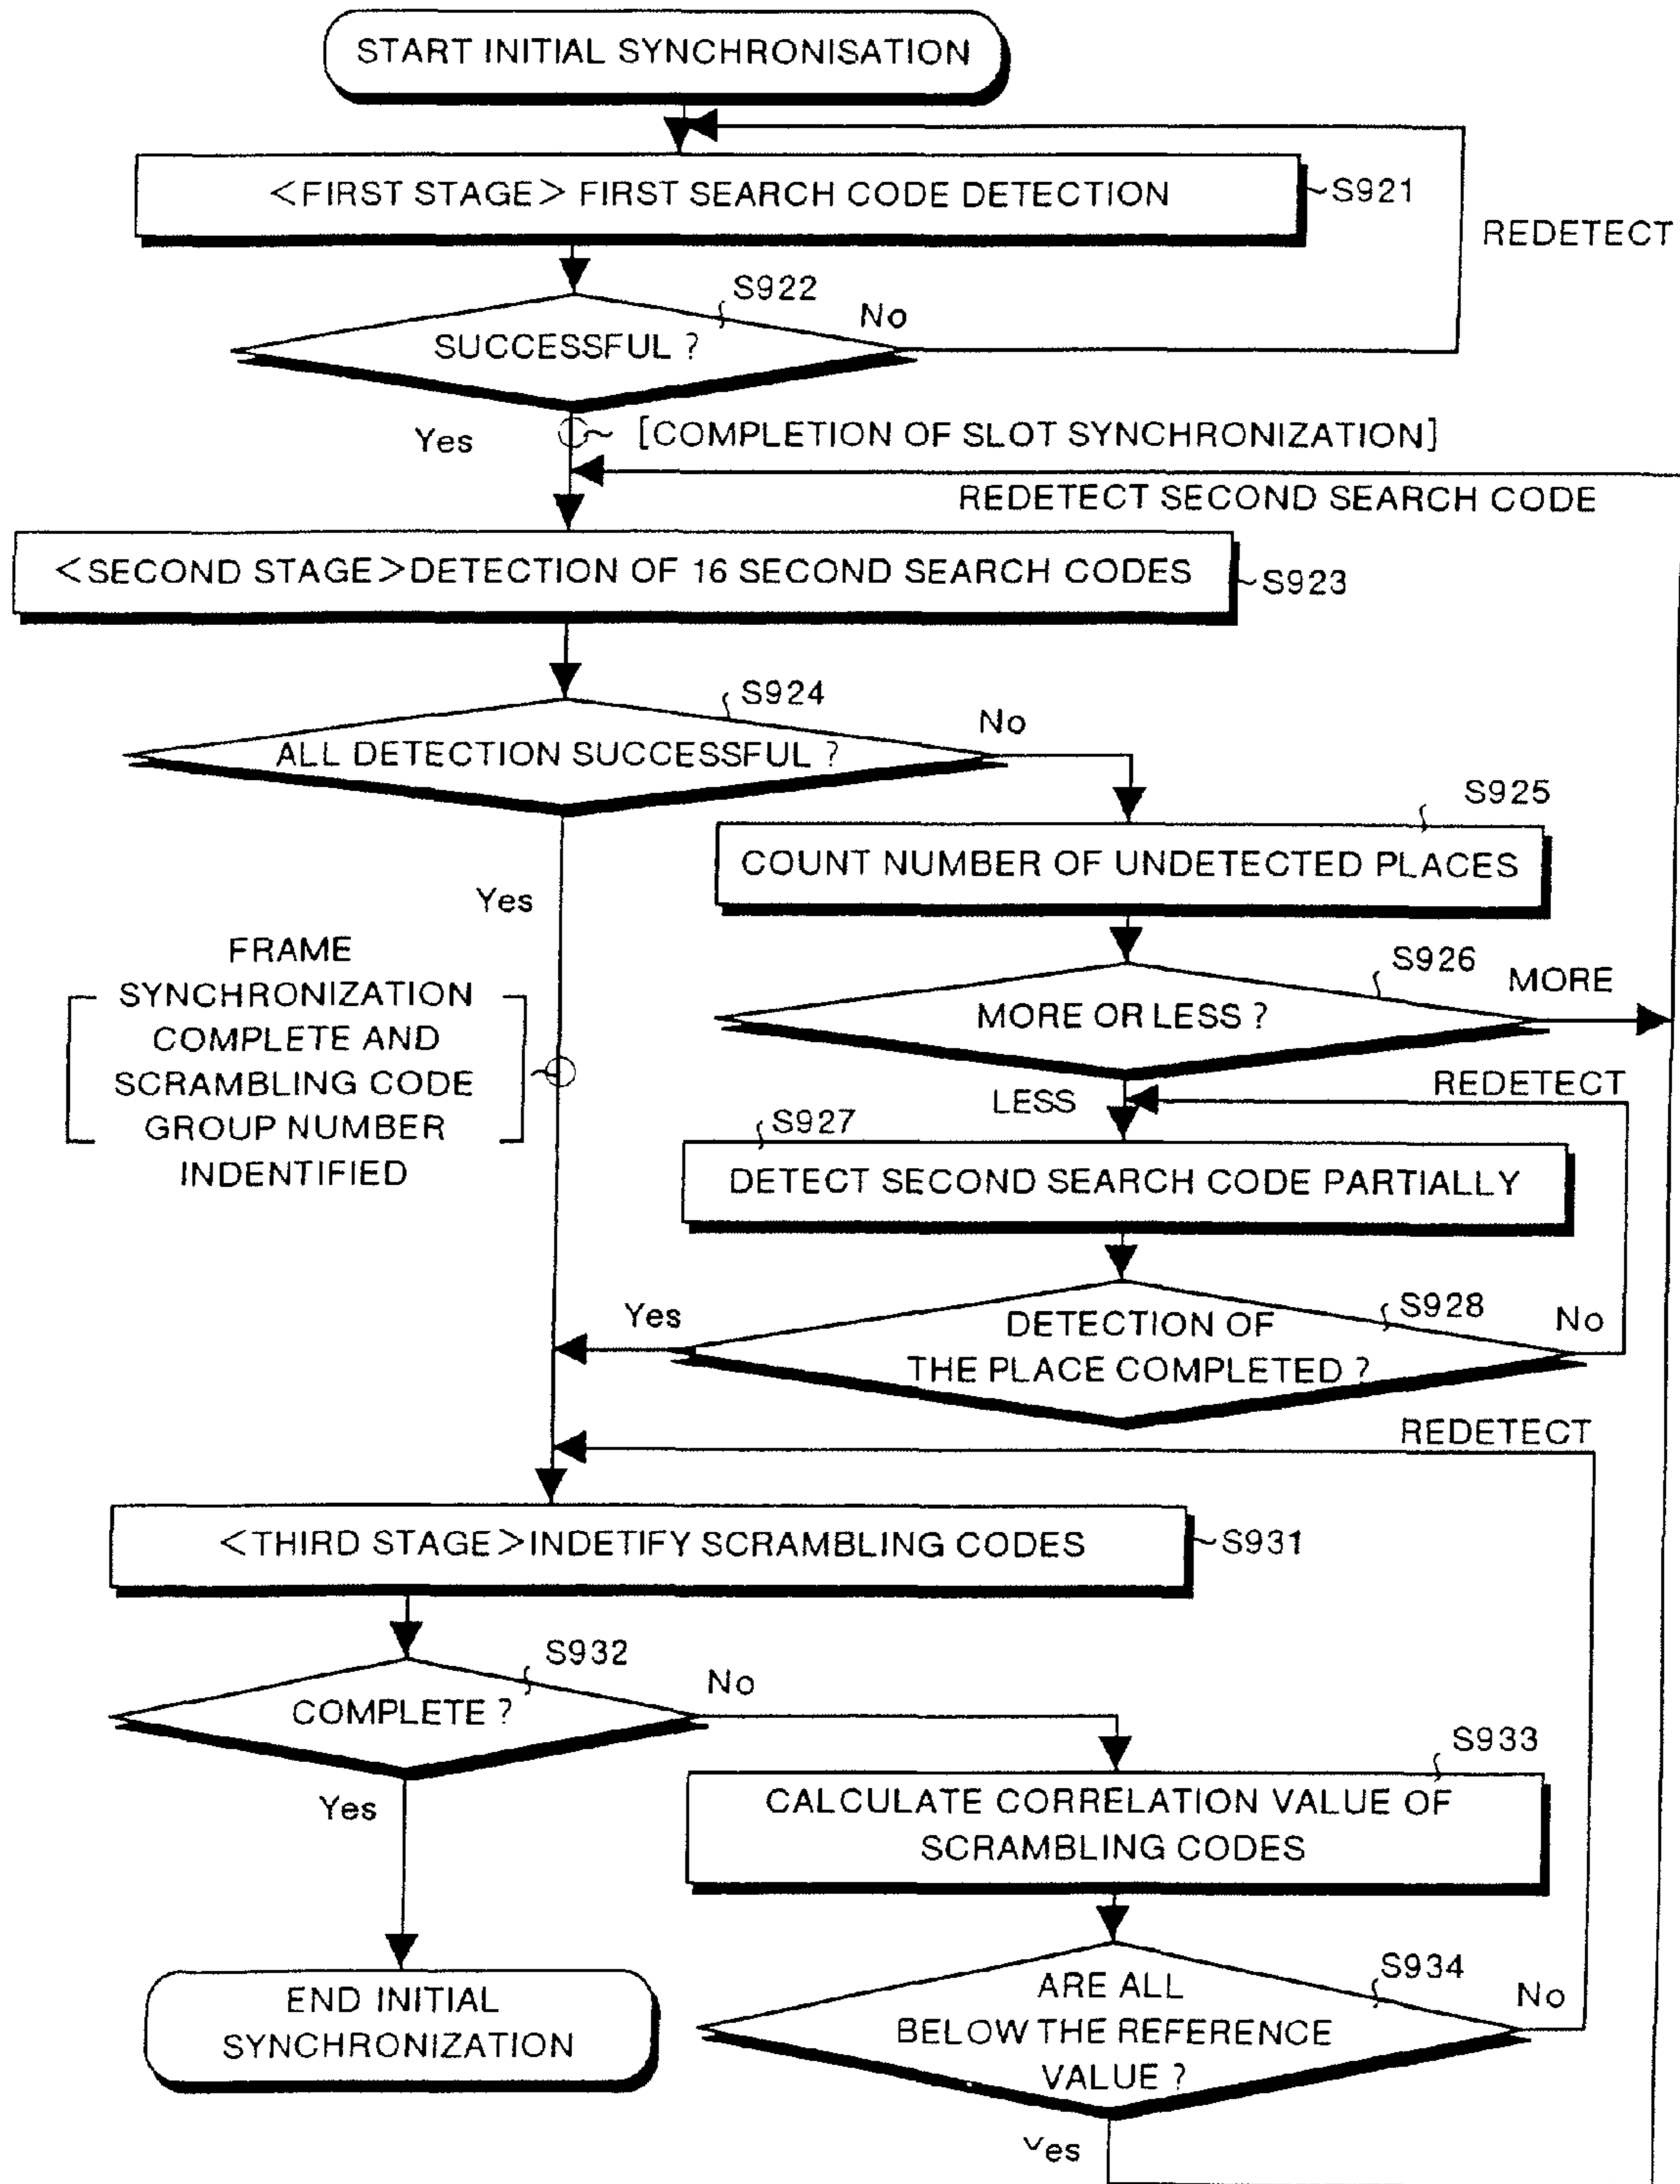 START INITIAL SYNCHRONISATION
<FIRST STAGE> FIRST SEARCH CODE DETECTION
S921
REDETECT
S922
SUCCESSFUL ?
No
Yes
[COMPLETION OF SLOT SYNCHRONIZATION]
REDETECT SECOND SEARCH CODE
<SECOND STAGE>DETECTION OF 16 SECOND SEARCH CODES
S923
S924
ALL DETECTION SUCCESSFUL ?
No
S925
COUNT NUMBER OF UNDETECTED PLACES
Yes
FRAME
SYNCHRONIZATION
COMPLETE AND
SCRAMBLING CODE
GROUP NUMBER
INDENTIFIED
S926
MORE OR LESS ?
MORE
LESS
REDETECT
S927
DETECT SECOND SEARCH CODE PARTIALLY
S928
DETECTION OF
THE PLACE COMPLETED ?
Yes
No
REDETECT
<THIRD STAGE>INDETIFY SCRAMBLING CODES
S931
S932
COMPLETE ?
No
Yes
S933
CALCULATE CORRELATION VALUE OF
SCRAMBLING CODES
S934
ARE ALL
BELOW THE REFERENCE
VALUE ?
No
Yes
END INITIAL
SYNCHRONIZATION